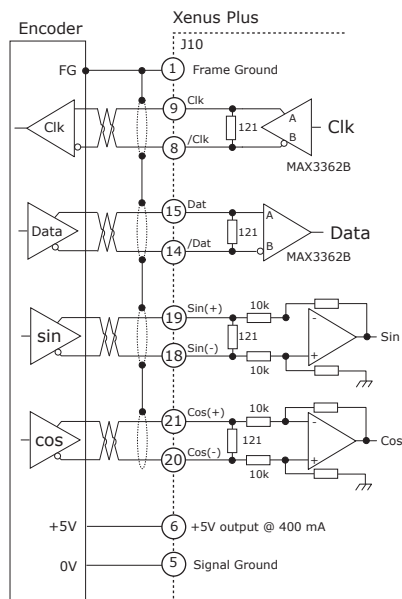 Encoder
Xenus Plus
J10
FG
1
Frame Ground
Clk
9
Clk
121
A
B
Clk
8
/Clk
MAX3362B
Data
15
Dat
121
A
B
Data
14
/Dat
MAX3362B
sin
19
Sin(+)
10k
121
-
+
Sin
18
Sin(-)
10k
cos
21
Cos(+)
10k
121
-
+
Cos
20
Cos(-)
10k
+5V
6
+5V output @ 400 mA
0V
5
Signal Ground